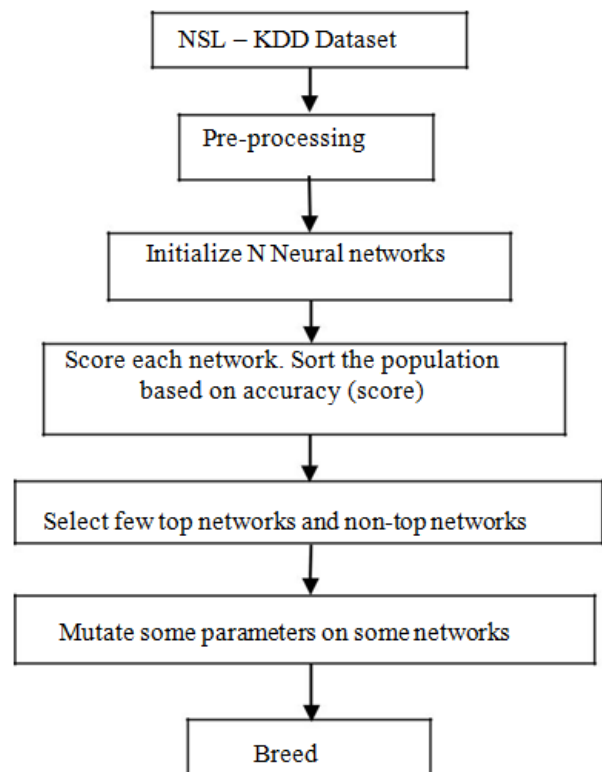 NSL – KDD Dataset
Pre-processing
Initialize N Neural networks
Score each network. Sort the population
based on accuracy (score)
Select few top networks and non-top networks
Mutate some parameters on some networks
Breed